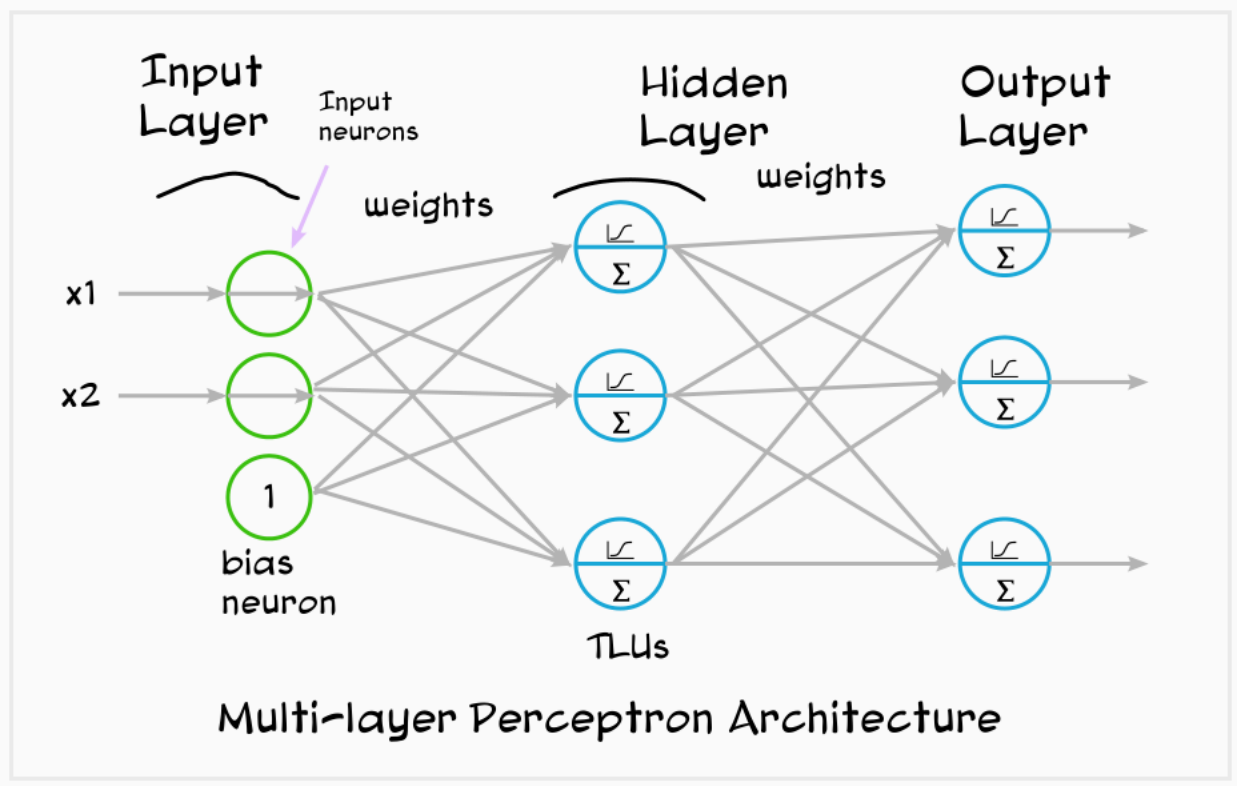 Input
Layer
Input
neurons
weights
Hidden
Layer
weights
Output
Layer
x1
x2
1
bias
neuron
Σ
Σ
Σ
TLUs
Σ
Σ
Σ
Multi-layer Perceptron Architecture